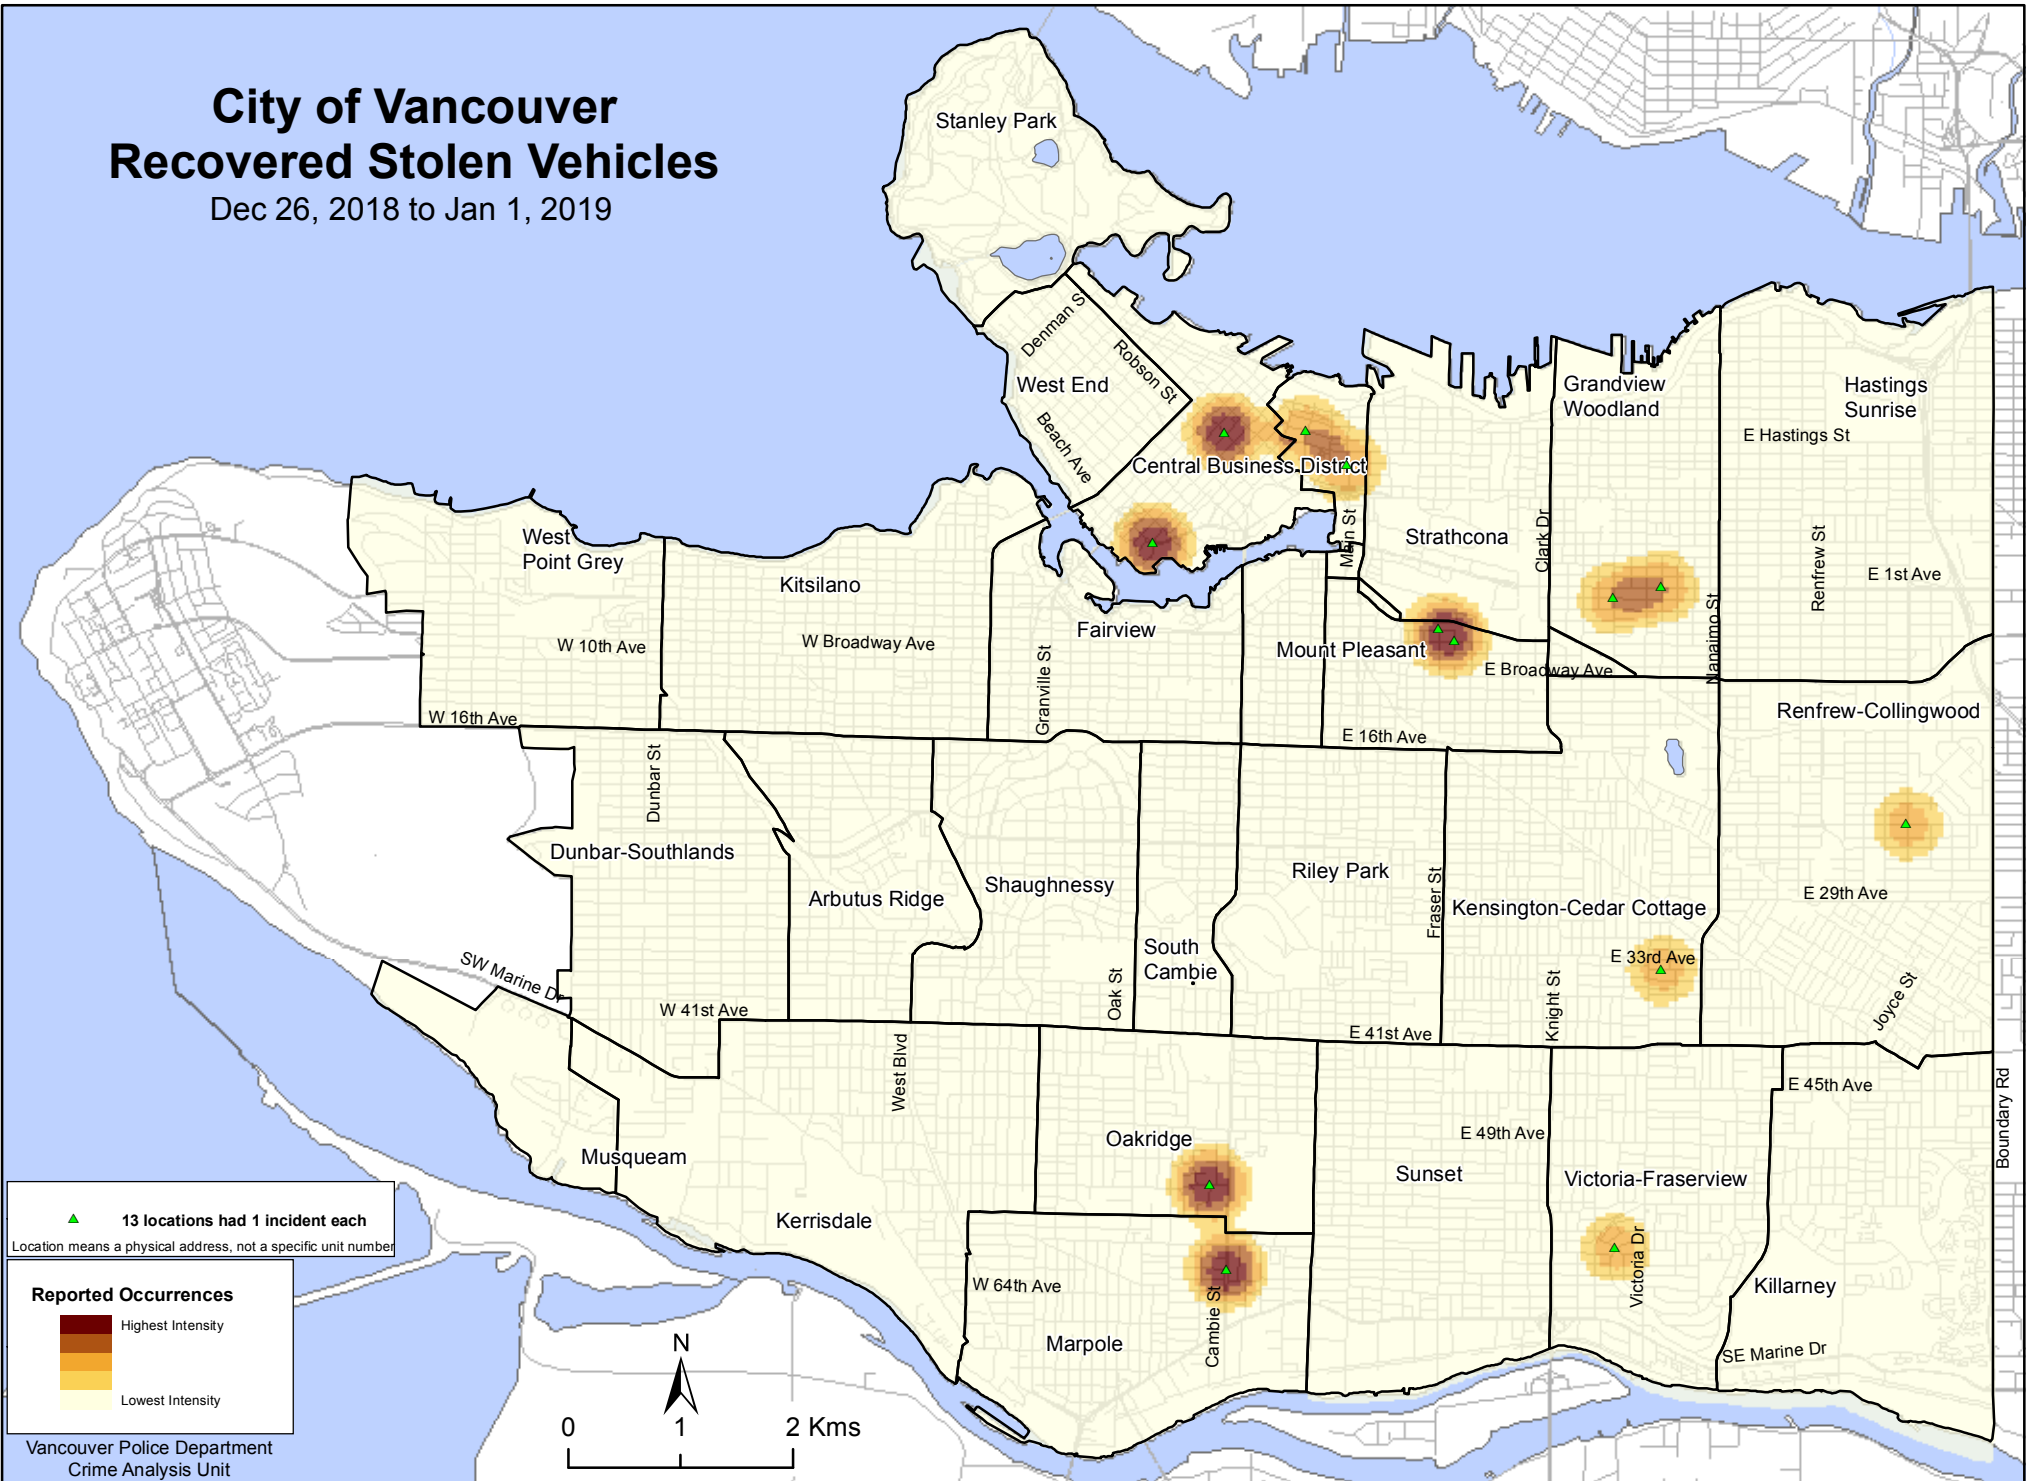 City of Vancouver
Recovered Stolen Vehicles
Dec 26, 2018 to Jan 1, 2019
Stanley Park
Denman S
Robson St
West End
Beach Ave
Central Business District
Grandview
Woodland
Hastings
Sunrise
E Hastings St
West
Point Grey
Kitsilano
Main St
Strathcona
Clark Dr
Renfrew St
E 1st Ave
Nanaimo St
W 10th Ave
W Broadway Ave
Granville St
Fairview
Mount Pleasant
E Broadway Ave
W 16th Ave
E 16th Ave
Renfrew-Collingwood
Dunbar St
Dunbar-Southlands
Arbutus Ridge
Shaughnessy
Riley Park
Fraser St
Kensington-Cedar Cottage
E 29th Ave
South
Cambie
E 33rd Ave
SW Marine Dr
W 41st Ave
Oak St
E 41st Ave
Knight St
Joyce St
West Blvd
E 45th Ave
Boundary Rd
Oakridge
E 49th Ave
Musqueam
Sunset
Victoria-Fraserview
Kerrisdale
Victoria Dr
W 64th Ave
Cambie St
Killarney
Marpole
SE Marine Dr
13 locations had 1 incident each
Location means a physical address, not a specific unit number
Reported Occurrences
Highest Intensity
Lowest Intensity
Vancouver Police Department
Crime Analysis Unit
N
0 1 2 Kms